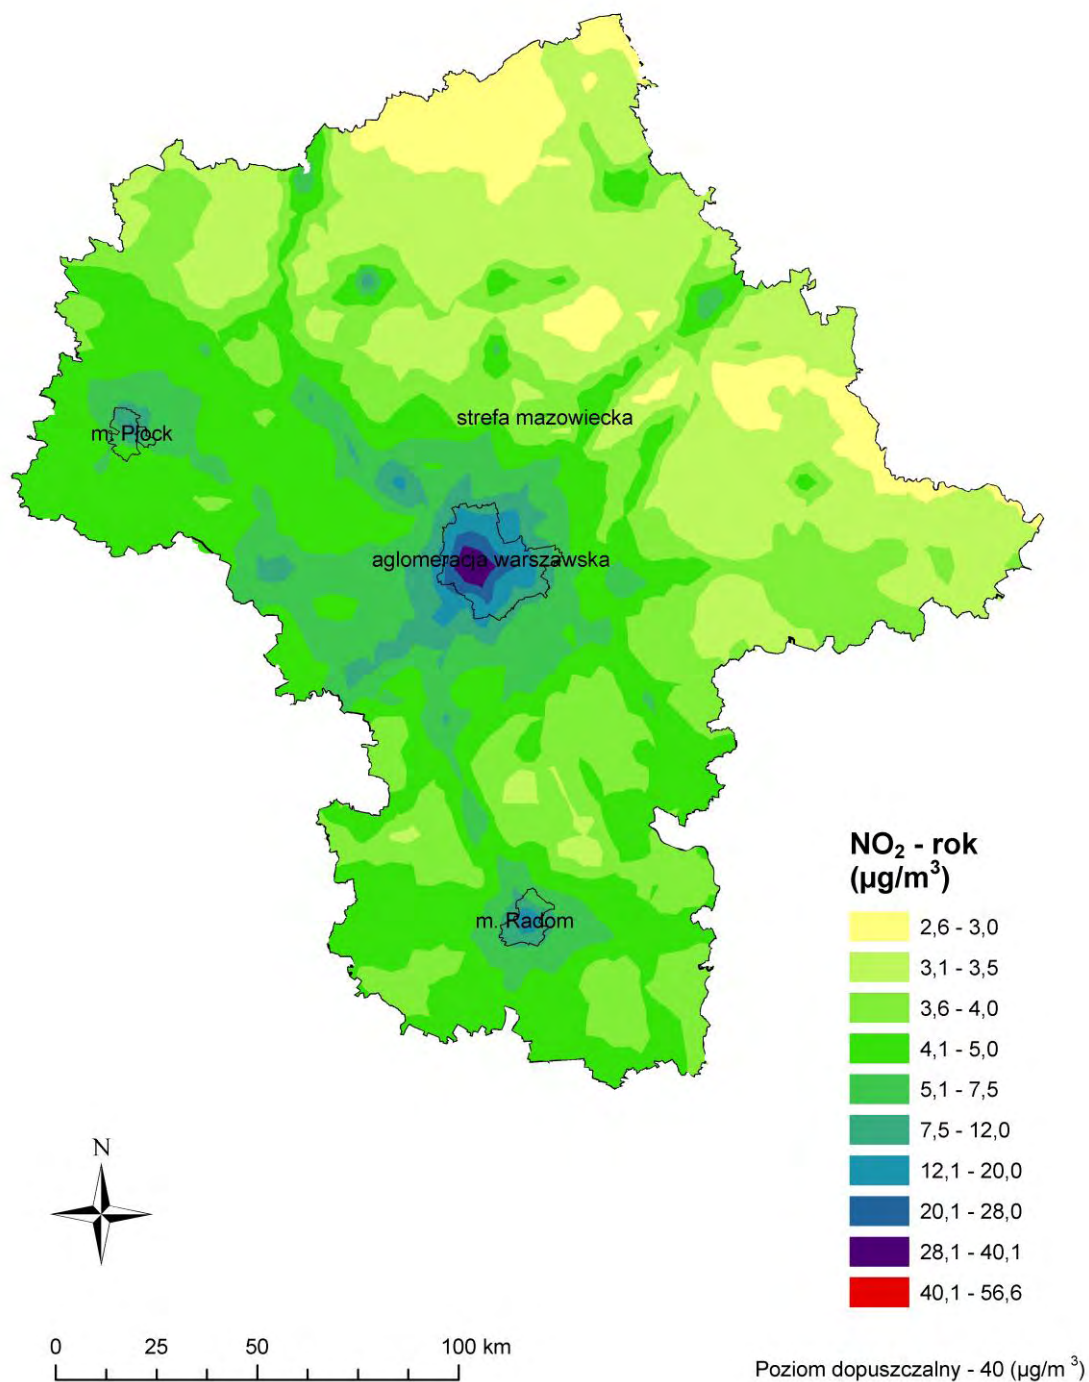 strefa mazowiecka
m. Płock
aglomeracja warszawska
m. Radom
NO₂ - rok
(µg/m³)
2,6 - 3,0
3,1 - 3,5
3,6 - 4,0
4,1 - 5,0
5,1 - 7,5
7,5 - 12,0
12,1 - 20,0
20,1 - 28,0
28,1 - 40,1
40,1 - 56,6
N
0 25 50 100 km
Poziom dopuszczalny - 40 (µg/m ³)